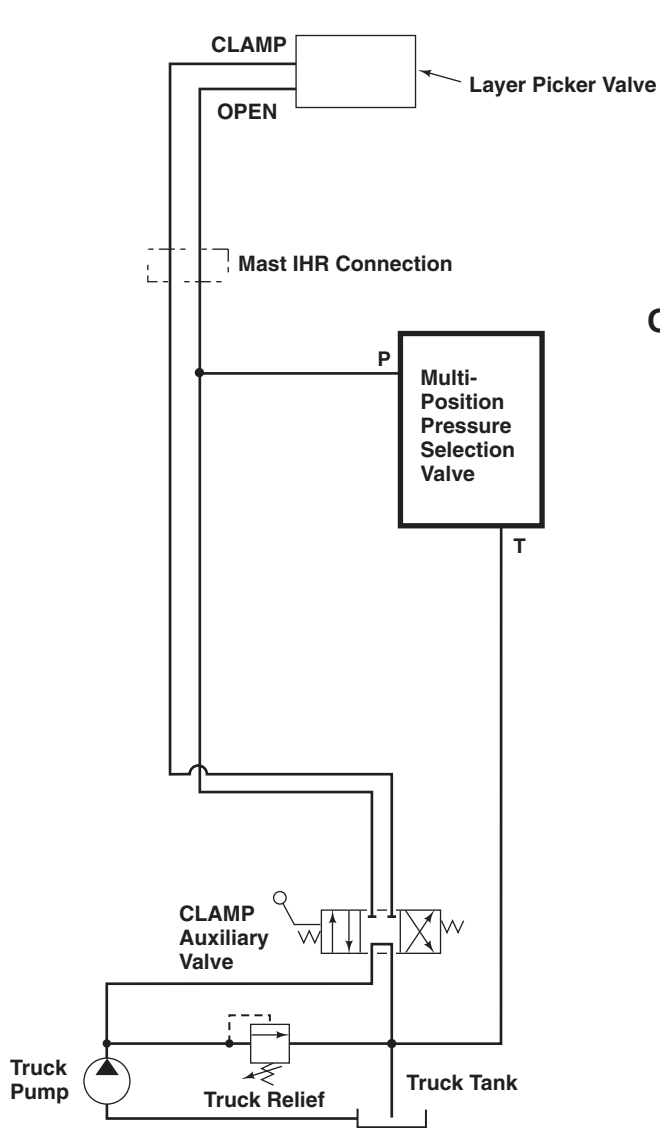 CLAMP
Layer Picker Valve
OPEN
Mast IHR Connection
P
Multi-
Position
Pressure
Selection
Valve
T
CLAMP
Auxiliary
Valve
Truck
Pump
Truck Relief
Truck Tank